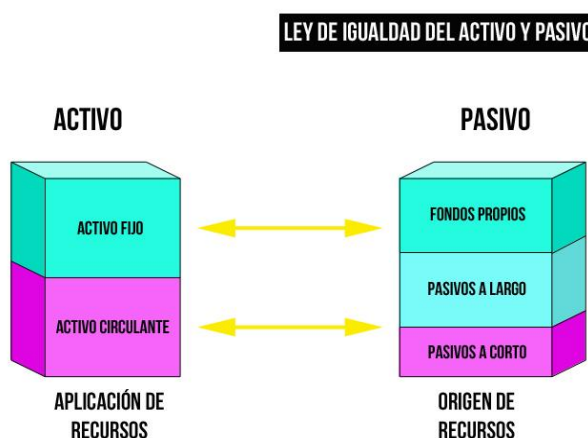 LEY DE IGUALDAD DEL ACTIVO Y PASIVO
ACTIVO
PASIVO
ACTIVO FIJO
FONDOS PROPIOS
PASIVOS A LARGO
ACTIVO CIRCULANTE
PASIVOS A CORTO
APLICACIÓN DE
RECURSOS
ORIGEN DE
RECURSOS